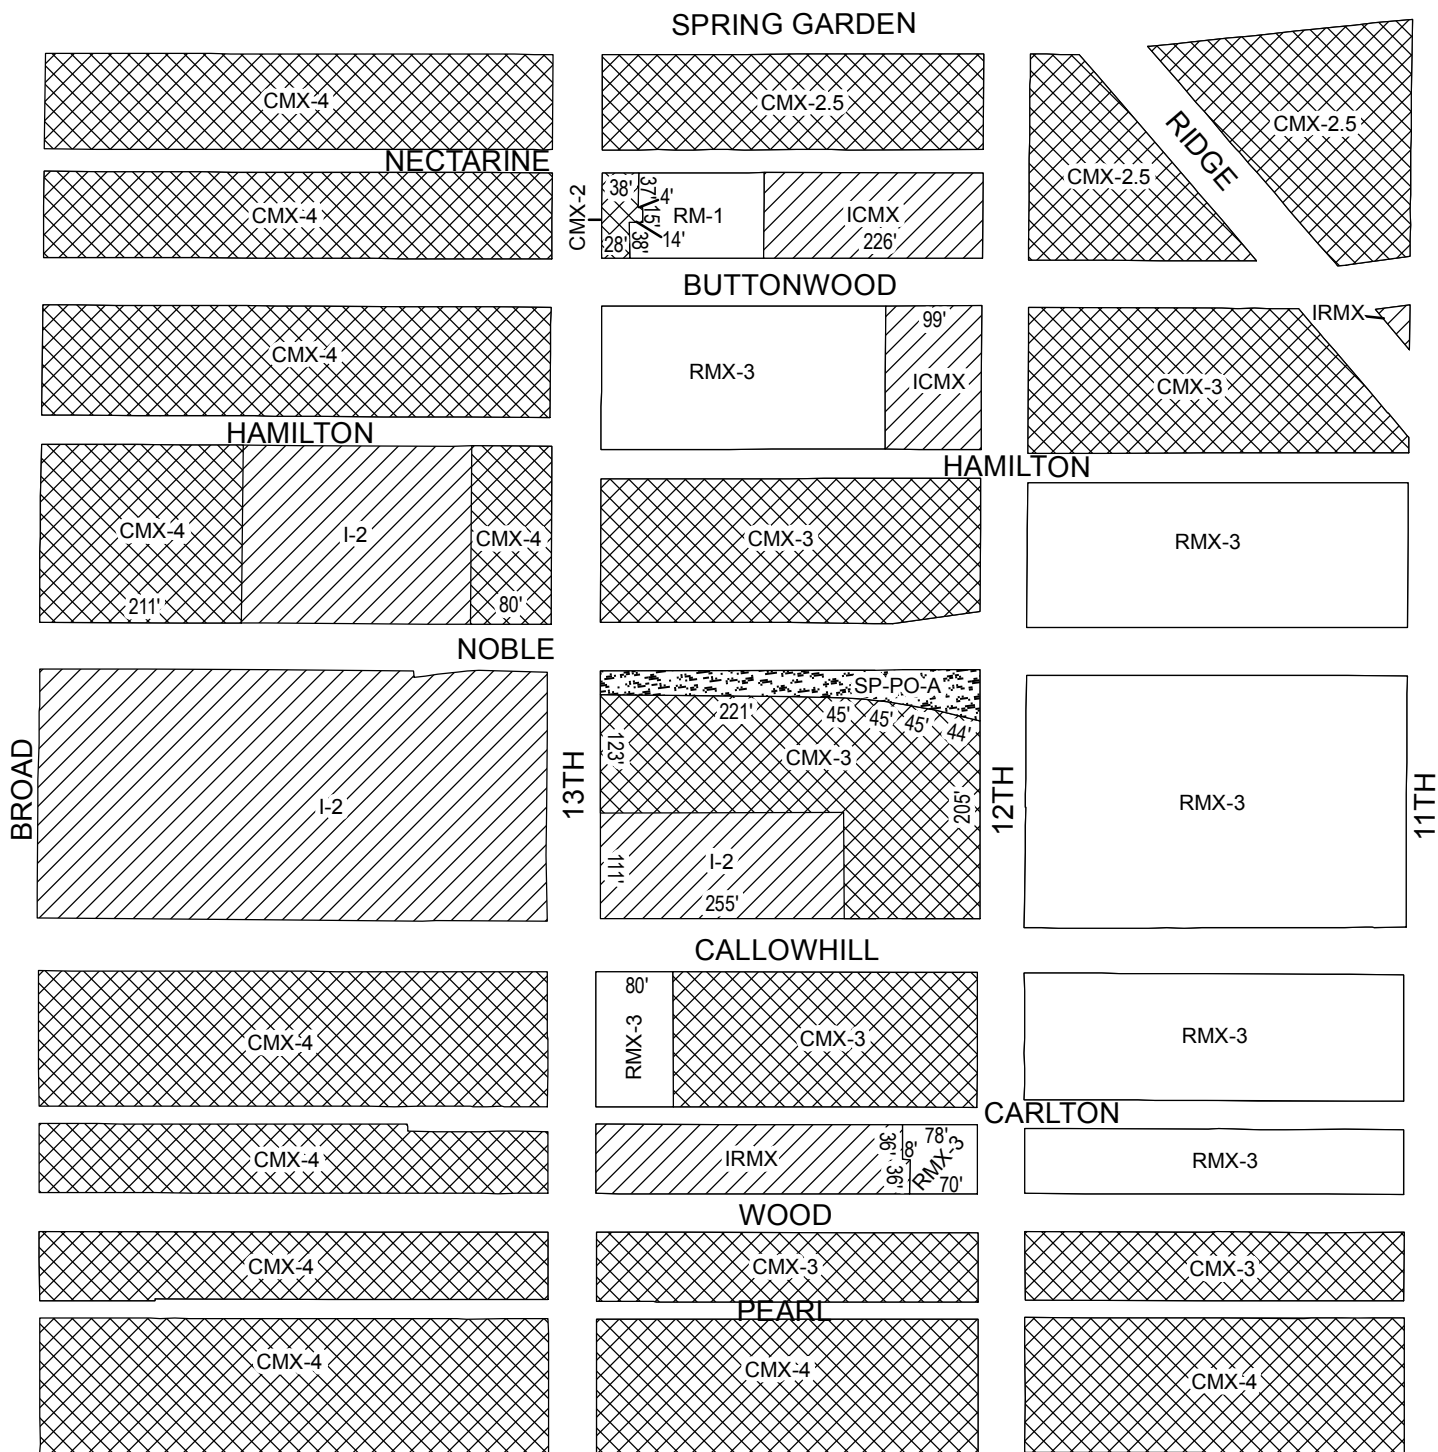 SPRING GARDEN
CMX-4
CMX-2.5
CMX-2.5
RIDGE
CMX-2.5
NECTARINE
CMX-4
CMX-2
38'
37'
4'
15'
14'
28'
38'
RM-1
ICMX
226'
BUTTONWOOD
CMX-4
RMX-3
99'
ICMX
CMX-3
IRMX
HAMILTON
HAMILTON
CMX-4
211'
I-2
CMX-4
80'
CMX-3
RMX-3
NOBLE
BROAD
I-2
13TH
SP-PO-A
221'
45'
45'
45'
44'
123'
CMX-3
205'
111'
I-2
255'
12TH
RMX-3
11TH
CALLOWHILL
CMX-4
80'
RMX-3
CMX-3
RMX-3
CARLTON
CMX-4
IRMX
36'
8'
36'
78'
RMX-3
70'
RMX-3
WOOD
CMX-4
CMX-3
CMX-3
PEARL
CMX-4
CMX-4
CMX-4